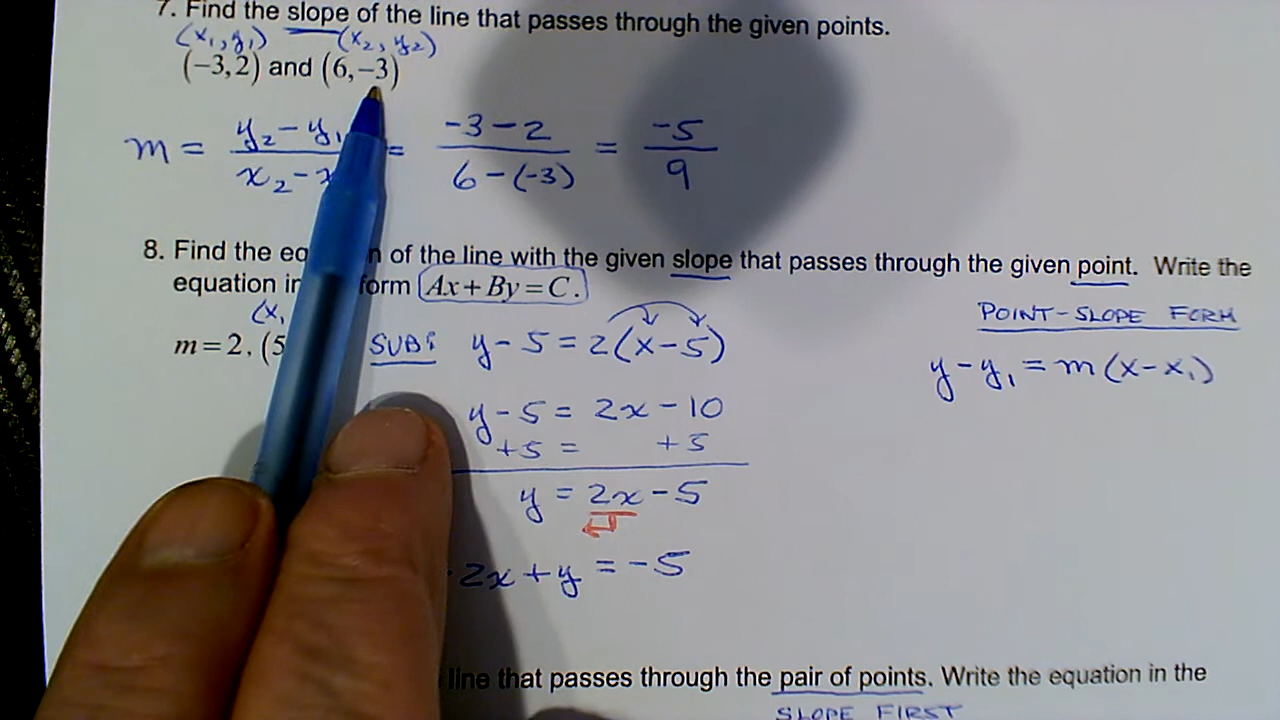 7. Find the slope of the line that passes through the given points.
(x₁, y₁) (x₂, y₂)
(−3,2) and (6,−3)
m = y₂ − y₁ / x₂ − x = -3 - 2 / 6 - (-3) = -5 / 9
8. Find the eq n of the line with the given slope that passes through the given point. Write the
equation in form Ax + By = C.
POINT-SLOPE FORM
(x,
m = 2, (5 SUB: y - 5 = 2(x - 5)
y - y₁ = m(x - x₁)
y - 5 = 2x - 10
+5 = +5
y = 2x - 5
2x + y = -5
line that passes through the pair of points. Write the equation in the
SLOPE FIRST